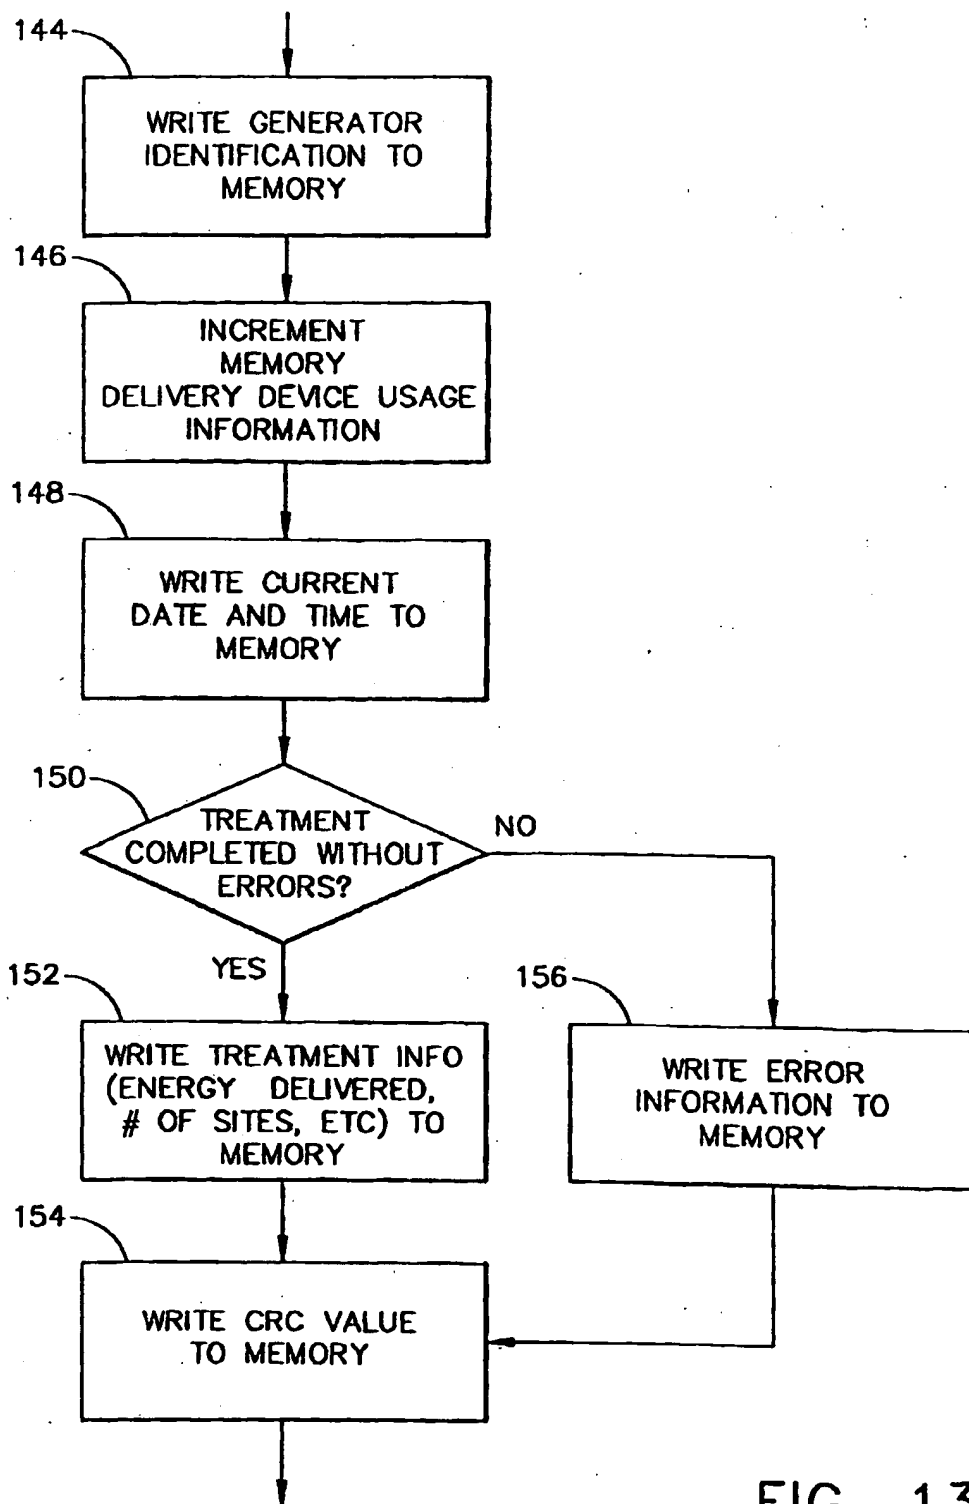 144
WRITE GENERATOR
IDENTIFICATION TO
MEMORY
146
INCREMENT
MEMORY
DELIVERY DEVICE USAGE
INFORMATION
148
WRITE CURRENT
DATE AND TIME TO
MEMORY
150
TREATMENT
COMPLETED WITHOUT
ERRORS?
NO
YES
152
WRITE TREATMENT INFO
(ENERGY DELIVERED,
# OF SITES, ETC) TO
MEMORY
156
WRITE ERROR
INFORMATION TO
MEMORY
154
WRITE CRC VALUE
TO MEMORY
FIG. 13